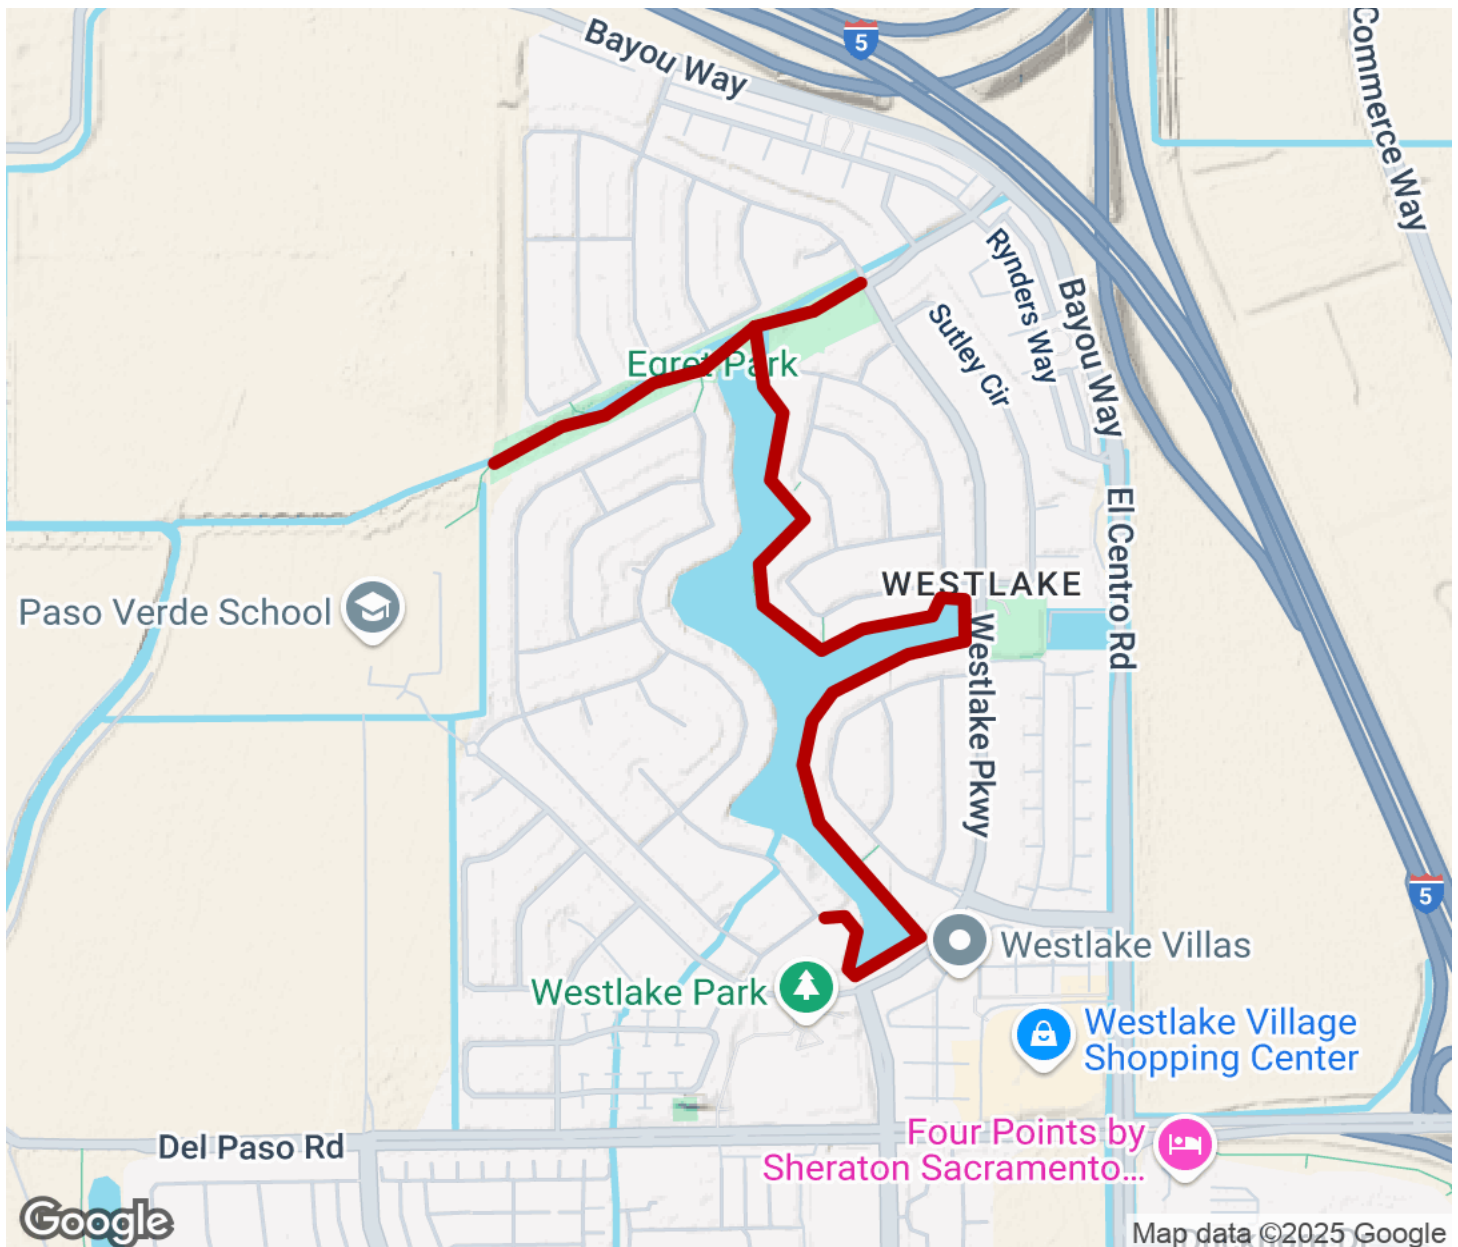 5
Bayou Way
Commerce Way
Rynders Way
Bayou Way
Sutley Cir
Egret Park
El Centro Rd
WESTLAKE
Paso Verde School
Westlake Pkwy
5
Westlake Villas
Westlake Park
Westlake Village
Shopping Center
Del Paso Rd
Four Points by
Sheraton Sacramento...
Google
Map data ©2025 Google